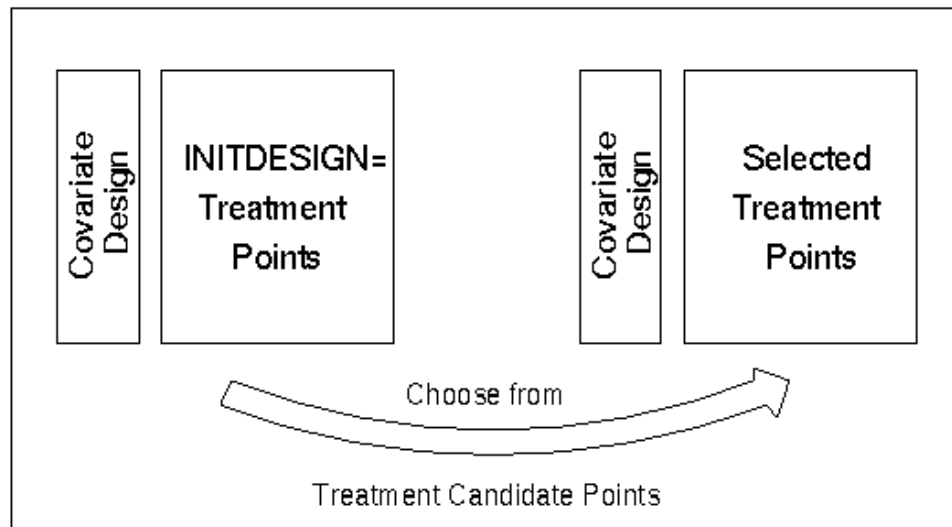 Covariate
Design
INITDESIGN=
Treatment
Points
Covariate
Design
Selected
Treatment
Points
Choose from
Treatment Candidate Points